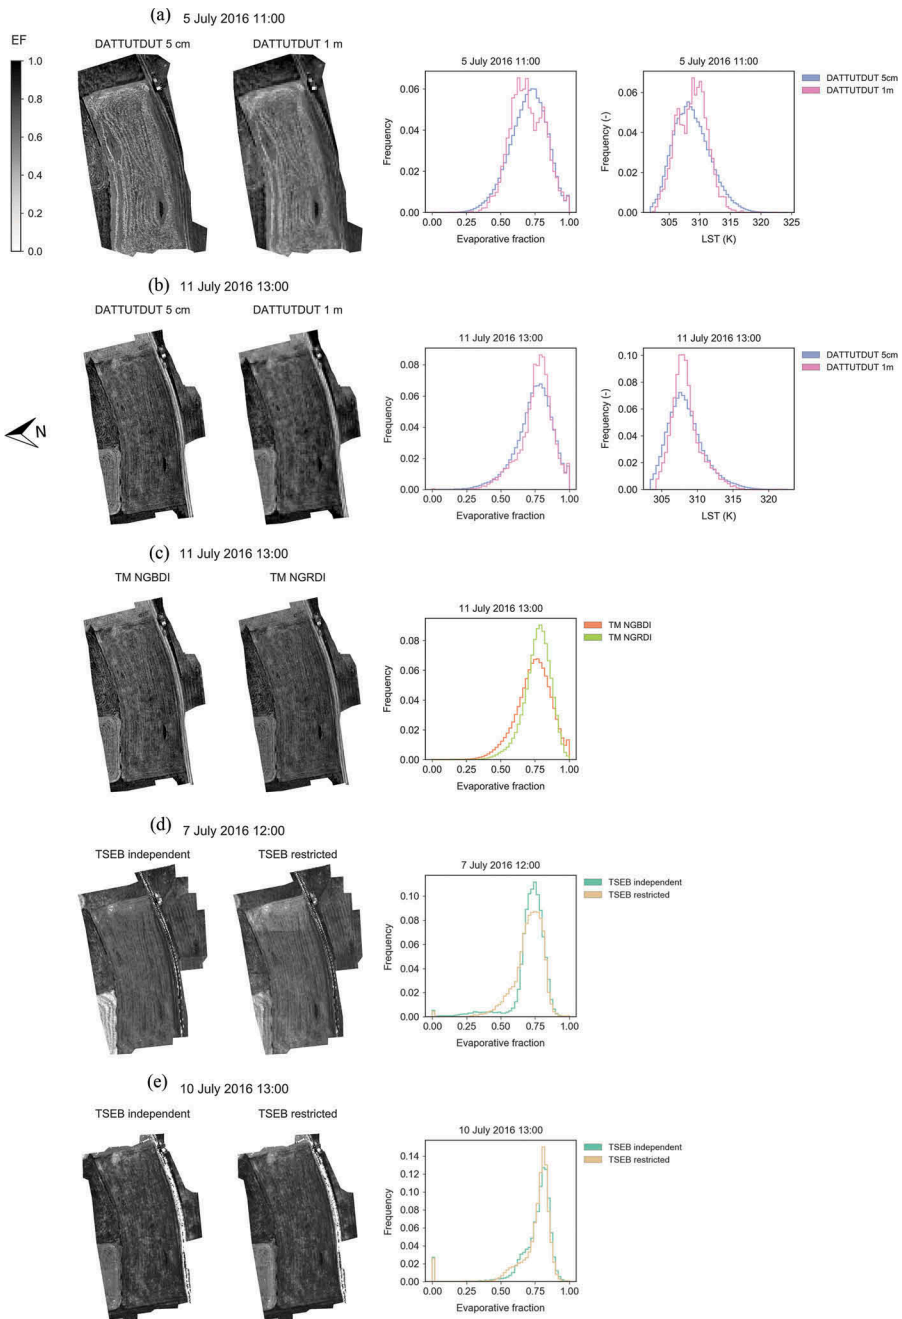 (a) 5 July 2016 11:00
EF
DATTUTDUT 5 cm
DATTUTDUT 1 m
1.0
0.8
0.6
0.4
0.2
0.0
5 July 2016 11:00
Frequency
0.06
0.04
0.02
0.00
0.00 0.25 0.50 0.75 1.00
Evaporative fraction
5 July 2016 11:00
Frequency (-)
0.06
0.04
0.02
0.00
305 310 315 320 325
LST (K)
DATTUTDUT 5cm
DATTUTDUT 1m
(b) 11 July 2016 13:00
DATTUTDUT 5 cm
DATTUTDUT 1 m
N
11 July 2016 13:00
Frequency
0.08
0.06
0.04
0.02
0.00
0.00 0.25 0.50 0.75 1.00
Evaporative fraction
11 July 2016 13:00
Frequency (-)
0.10
0.08
0.06
0.04
0.02
0.00
305 310 315 320
LST (K)
DATTUTDUT 5cm
DATTUTDUT 1m
(c) 11 July 2016 13:00
TM NGBDI
TM NGRDI
11 July 2016 13:00
Frequency
0.08
0.06
0.04
0.02
0.00
0.00 0.25 0.50 0.75 1.00
Evaporative fraction
TM NGBDI
TM NGRDI
(d) 7 July 2016 12:00
TSEB independent
TSEB restricted
7 July 2016 12:00
Frequency
0.10
0.08
0.06
0.04
0.02
0.00
0.00 0.25 0.50 0.75 1.00
Evaporative fraction
TSEB independent
TSEB restricted
(e) 10 July 2016 13:00
TSEB independent
TSEB restricted
10 July 2016 13:00
Frequency
0.14
0.12
0.10
0.08
0.06
0.04
0.02
0.00
0.00 0.25 0.50 0.75 1.00
Evaporative fraction
TSEB independent
TSEB restricted